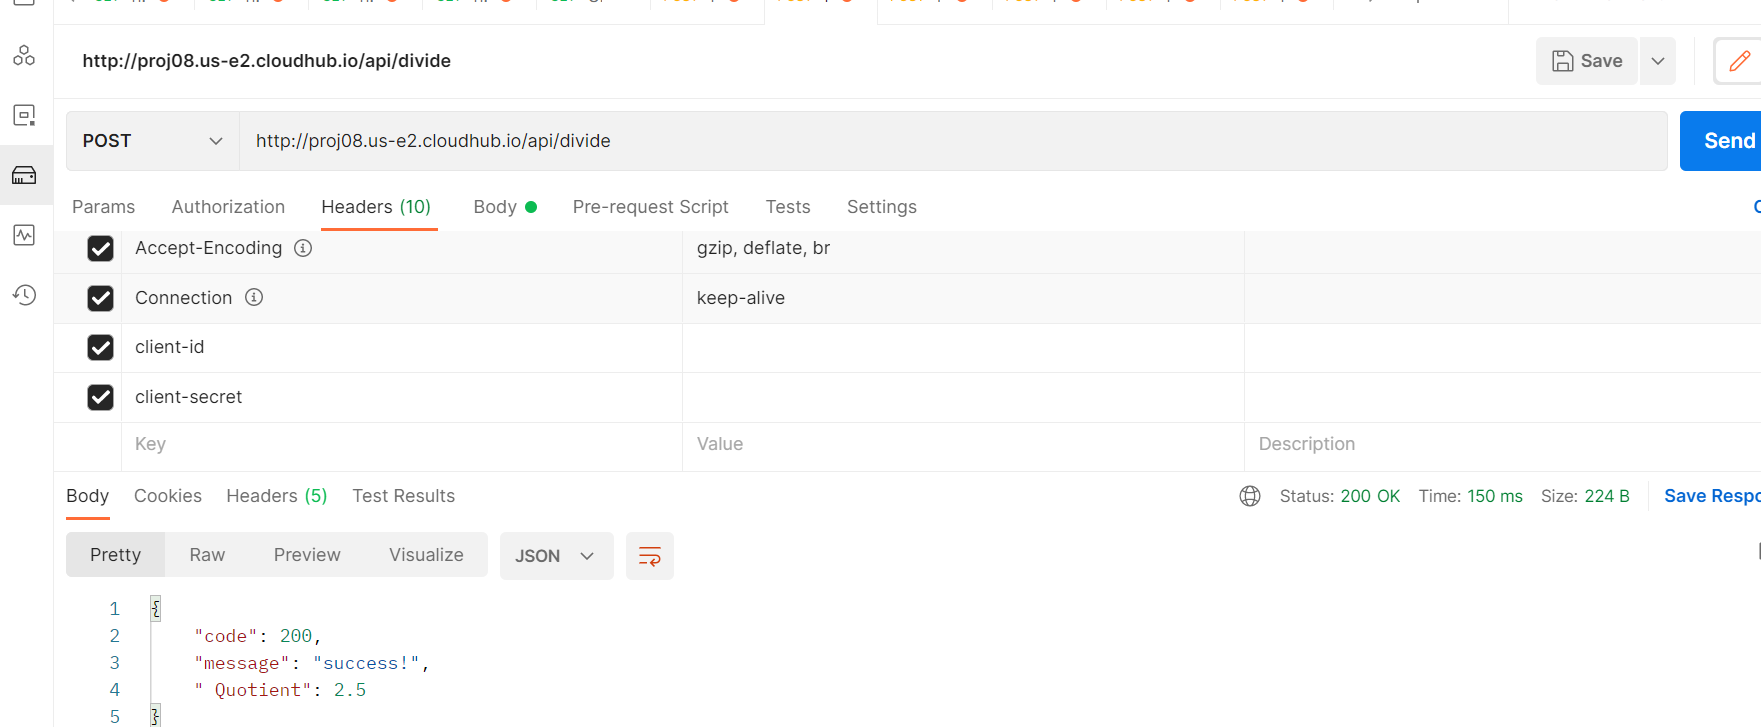 http://proj08.us-e2.cloudhub.io/api/divide
Save
POST
http://proj08.us-e2.cloudhub.io/api/divide
Send
Params Authorization Headers (10) Body Pre-request Script Tests Settings
Accept-Encoding gzip, deflate, br
Connection keep-alive
client-id
client-secret
Key Value Description
Body Cookies Headers (5) Test Results Status: 200 OK Time: 150 ms Size: 224 B Save Respo
Pretty Raw Preview Visualize JSON
1 {
2 "code": 200,
3 "message": "success!",
4 " Quotient": 2.5
5 }